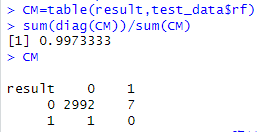 > CM=table(result,test_data$rf)
> sum(diag(CM))/sum(CM)
[1] 0.9973333
> CM

result    0    1
     0 2992    7
     1    1    0